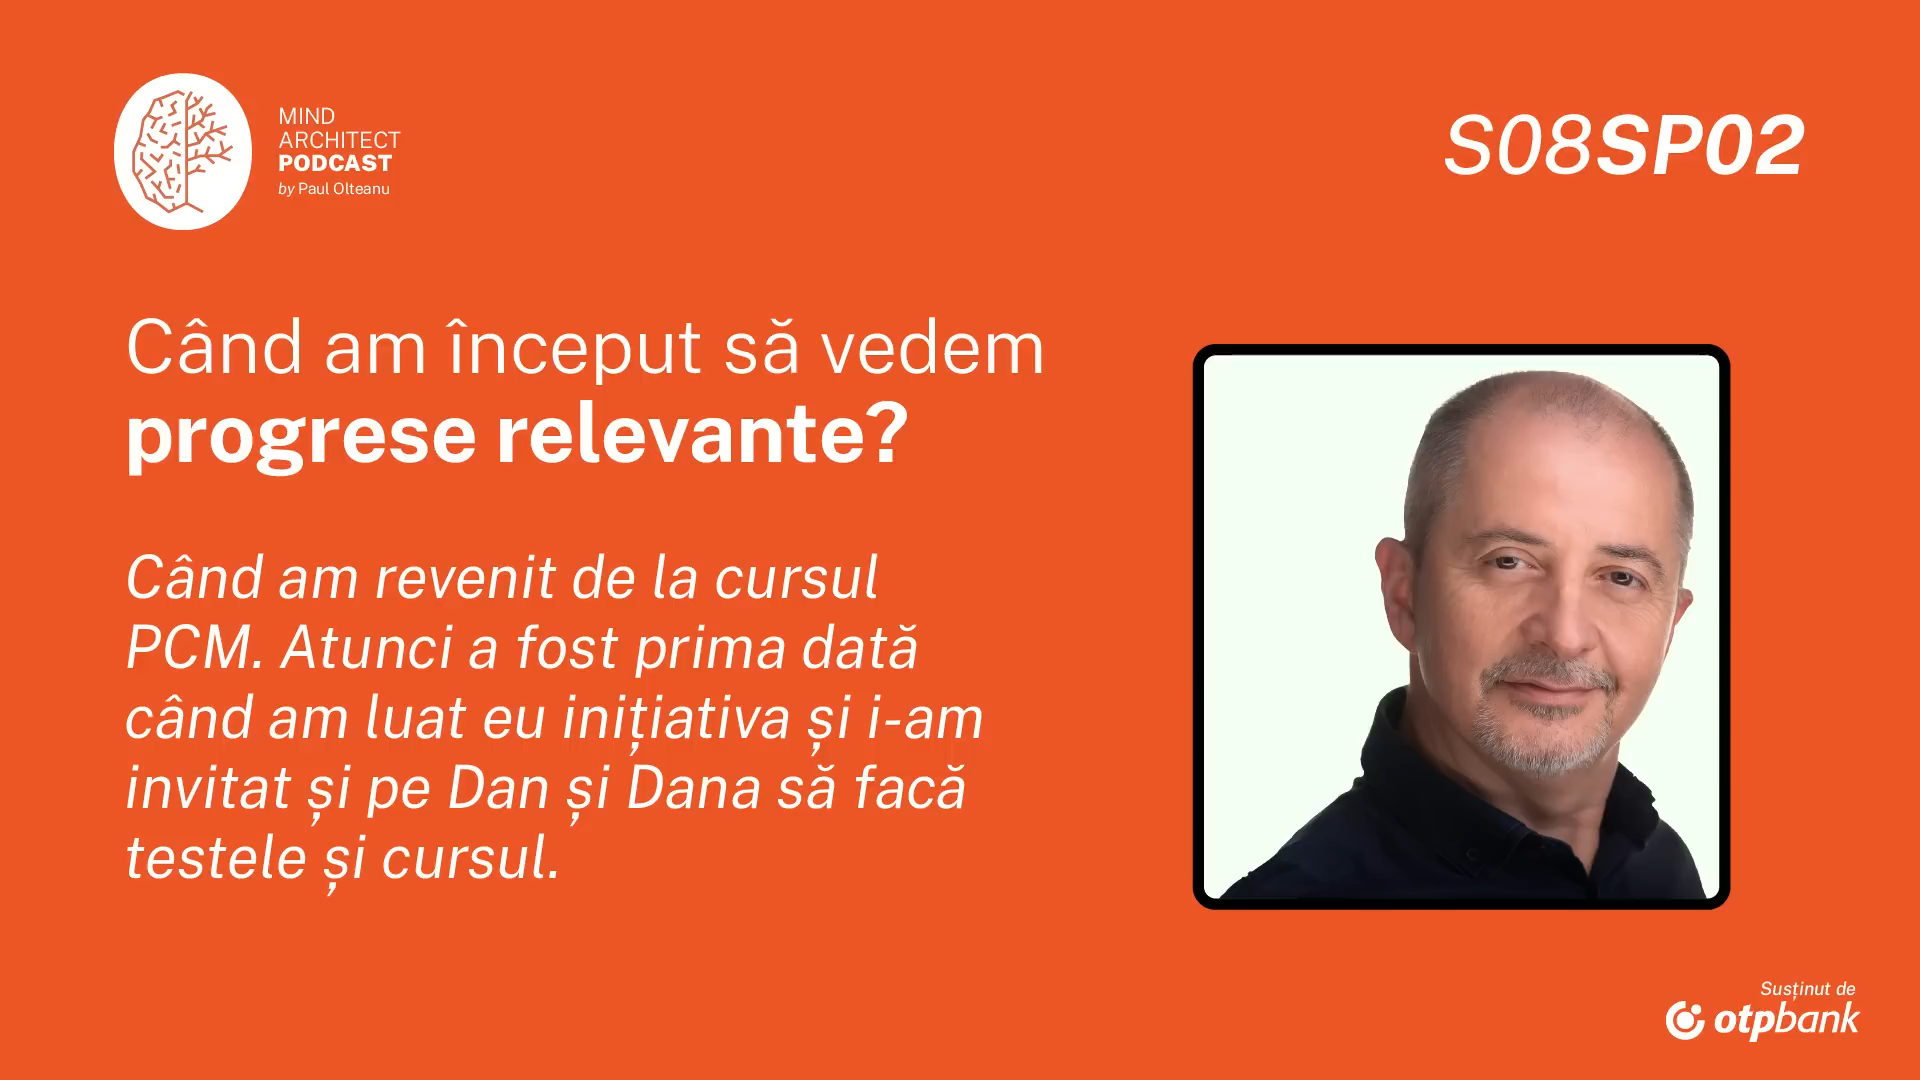 MIND
ARCHITECT
PODCAST
by Paul Olteanu
S08SP02
Când am început să vedem
progrese relevante?
Când am revenit de la cursul
PCM. Atunci a fost prima dată
când am luat eu inițiativa și i-am
invitat și pe Dan și Dana să facă
testele și cursul.
Susținut de
otpbank